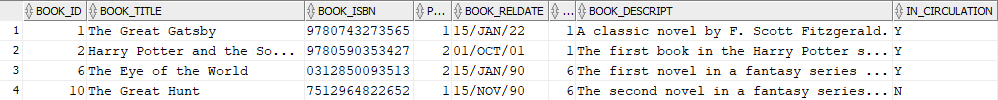 BOOK_ID BOOK_TITLE BOOK_ISBN P... BOOK_RELDATE ... BOOK_DESCRIPT IN_CIRCULATION
1 1 The Great Gatsby 9780743273565 1 15/JAN/22 1 A classic novel by F. Scott Fitzgerald. Y
2 2 Harry Potter and the So... 9780590353427 2 01/OCT/01 1 The first book in the Harry Potter s... Y
3 6 The Eye of the World 0312850093513 2 15/JAN/90 6 The first novel in a fantasy series ... Y
4 10 The Great Hunt 7512964822652 1 15/NOV/90 6 The second novel in a fantasy series... N